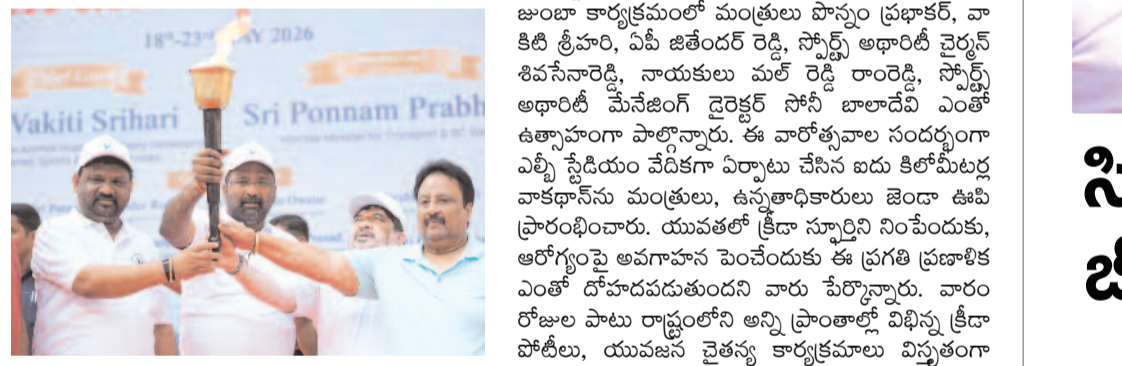 18th-23rd MAY 2026
Vakiti Srihari
Sri Ponnam Prabh
జుంబా కార్యక్రమంలో మంత్రులు పొన్నం ప్రభాకర్, వా
కిటి శ్రీహరి, ఏపీ జితేందర్ రెడ్డి, స్పోర్ట్స్ అథారిటీ చైర్మన్
శివసేనారెడ్డి, నాయకులు మల్ రెడ్డి రాంరెడ్డి, స్పోర్ట్స్
అథారిటీ మేనేజింగ్ డైరెక్టర్ సోనీ బాలాదేవి ఎంతో
ఉత్సాహంగా పాల్గొన్నారు. ఈ వారోత్సవాల సందర్భంగా
ఎల్బీ స్టేడియం వేదికగా ఏర్పాటు చేసిన ఐదు కిలోమీటర్ల
వాకథాన్‌ను మంత్రులు, ఉన్నతాధికారులు జెండా ఊపి
ప్రారంభించారు. యువతలో క్రీడా స్ఫూర్తిని నింపేందుకు,
ఆరోగ్యంపై అవగాహన పెంచేందుకు ఈ ప్రగతి ప్రణాళిక
ఎంతో దోహదపడుతుందని వారు పేర్కొన్నారు. వారం
రోజుల పాటు రాష్ట్రంలోని అన్ని ప్రాంతాల్లో విభిన్న క్రీడా
పోటీలు, యువజన చైతన్య కార్యక్రమాలు విస్తృతంగా